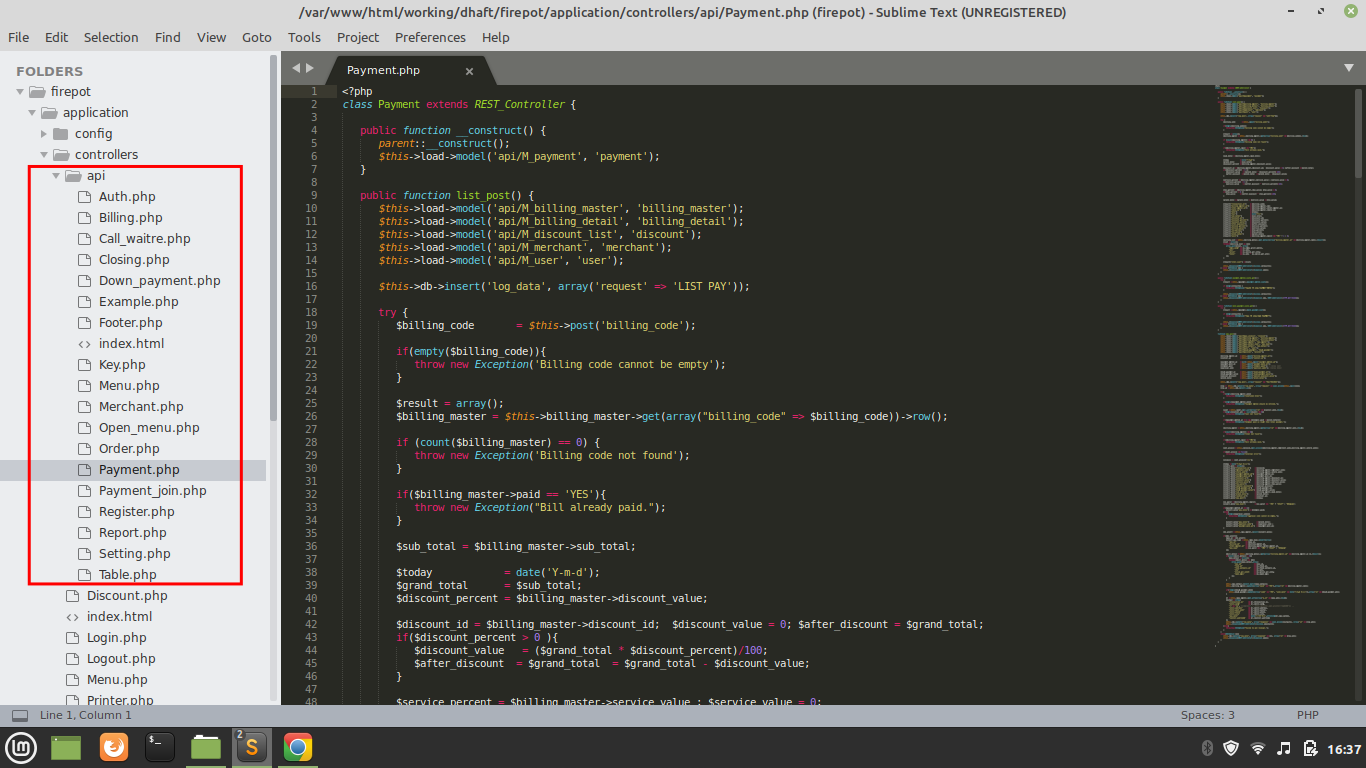 /var/www/html/working/dhaft/firepot/application/controllers/api/Payment.php (firepot) - Sublime Text (UNREGISTERED)
File Edit Selection Find View Goto Tools Project Preferences Help
FOLDERS
firepot
application
config
controllers
api
Auth.php
Billing.php
Call_waitre.php
Closing.php
Down_payment.php
Example.php
Footer.php
index.html
Key.php
Menu.php
Merchant.php
Open_menu.php
Order.php
Payment.php
Payment_join.php
Register.php
Report.php
Setting.php
Table.php
Discount.php
index.html
Login.php
Logout.php
Menu.php
Printer.php
Payment.php ×
1 <?php
2 class Payment extends REST_Controller {
3
4 public function __construct() {
5 parent::__construct();
6 $this->load->model('api/M_payment', 'payment');
7 }
8
9 public function list_post() {
10 $this->load->model('api/M_billing_master', 'billing_master');
11 $this->load->model('api/M_billing_detail', 'billing_detail');
12 $this->load->model('api/M_discount_list', 'discount');
13 $this->load->model('api/M_merchant', 'merchant');
14 $this->load->model('api/M_user', 'user');
15
16 $this->db->insert('log_data', array('request' => 'LIST PAY'));
17
18 try {
19 $billing_code = $this->post('billing_code');
20
21 if(empty($billing_code)){
22 throw new Exception('Billing code cannot be empty');
23 }
24
25 $result = array();
26 $billing_master = $this->billing_master->get(array("billing_code" => $billing_code))->row();
27
28 if (count($billing_master) == 0) {
29 throw new Exception('Billing code not found');
30 }
31
32 if($billing_master->paid == 'YES'){
33 throw new Exception("Bill already paid.");
34 }
35
36 $sub_total = $billing_master->sub_total;
37
38 $today = date('Y-m-d');
39 $grand_total = $sub_total;
40 $discount_percent = $billing_master->discount_value;
41
42 $discount_id = $billing_master->discount_id; $discount_value = 0; $after_discount = $grand_total;
43 if($discount_percent > 0 ){
44 $discount_value = ($grand_total * $discount_percent)/100;
45 $after_discount = $grand_total = $grand_total - $discount_value;
46 }
47
48 $service_percent = $billing_master->service_value ; $service_value = 0;
Line 1, Column 1 Spaces: 3 PHP
2
16:37